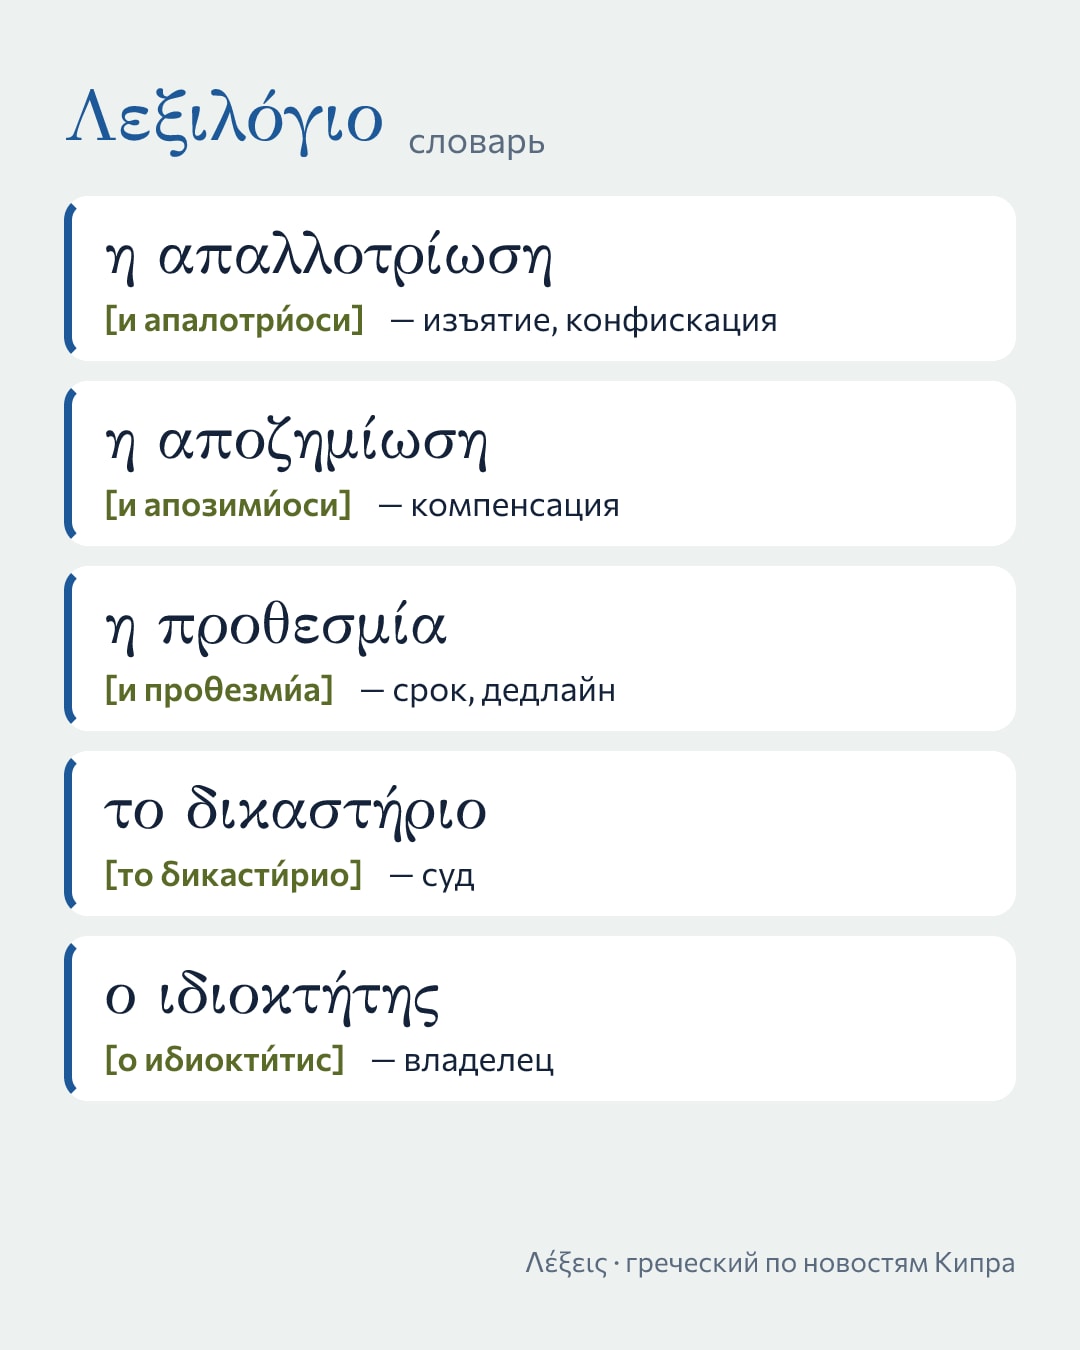 Λεξιλόγιο словарь
η απαλλοτρίωση
[и апалотри́оси] — изъятие, конфискация
η αποζημίωση
[и апозими́оси] — компенсация
η προθεσμία
[и проθезми́а] — срок, дедлайн
το δικαστήριο
[то δикасти́рио] — суд
ο ιδιοκτήτης
[о иδиокти́тис] — владелец
Λέξεις · греческий по новостям Кипра